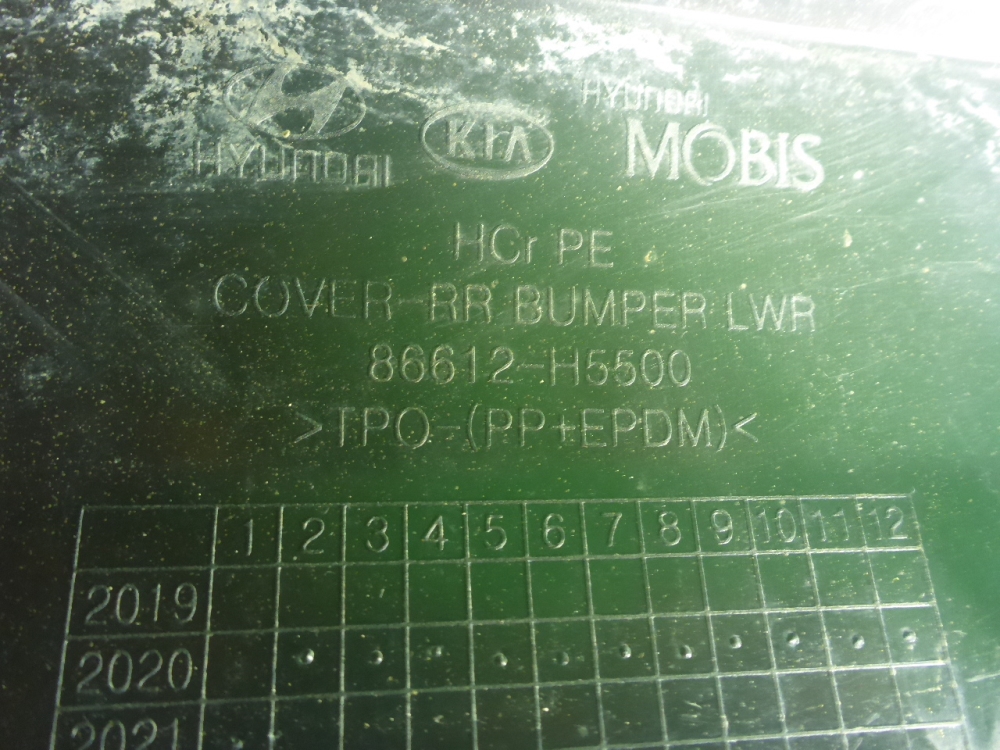 HYUNDAI KIA HYUNDAI MOBIS
HCr PE
COVER-RR BUMPER LWR
86612-H5500
>TPO-(PP+EPDM)<
1 2 3 4 5 6 7 8 9 10 11 12
2019
2020
2021